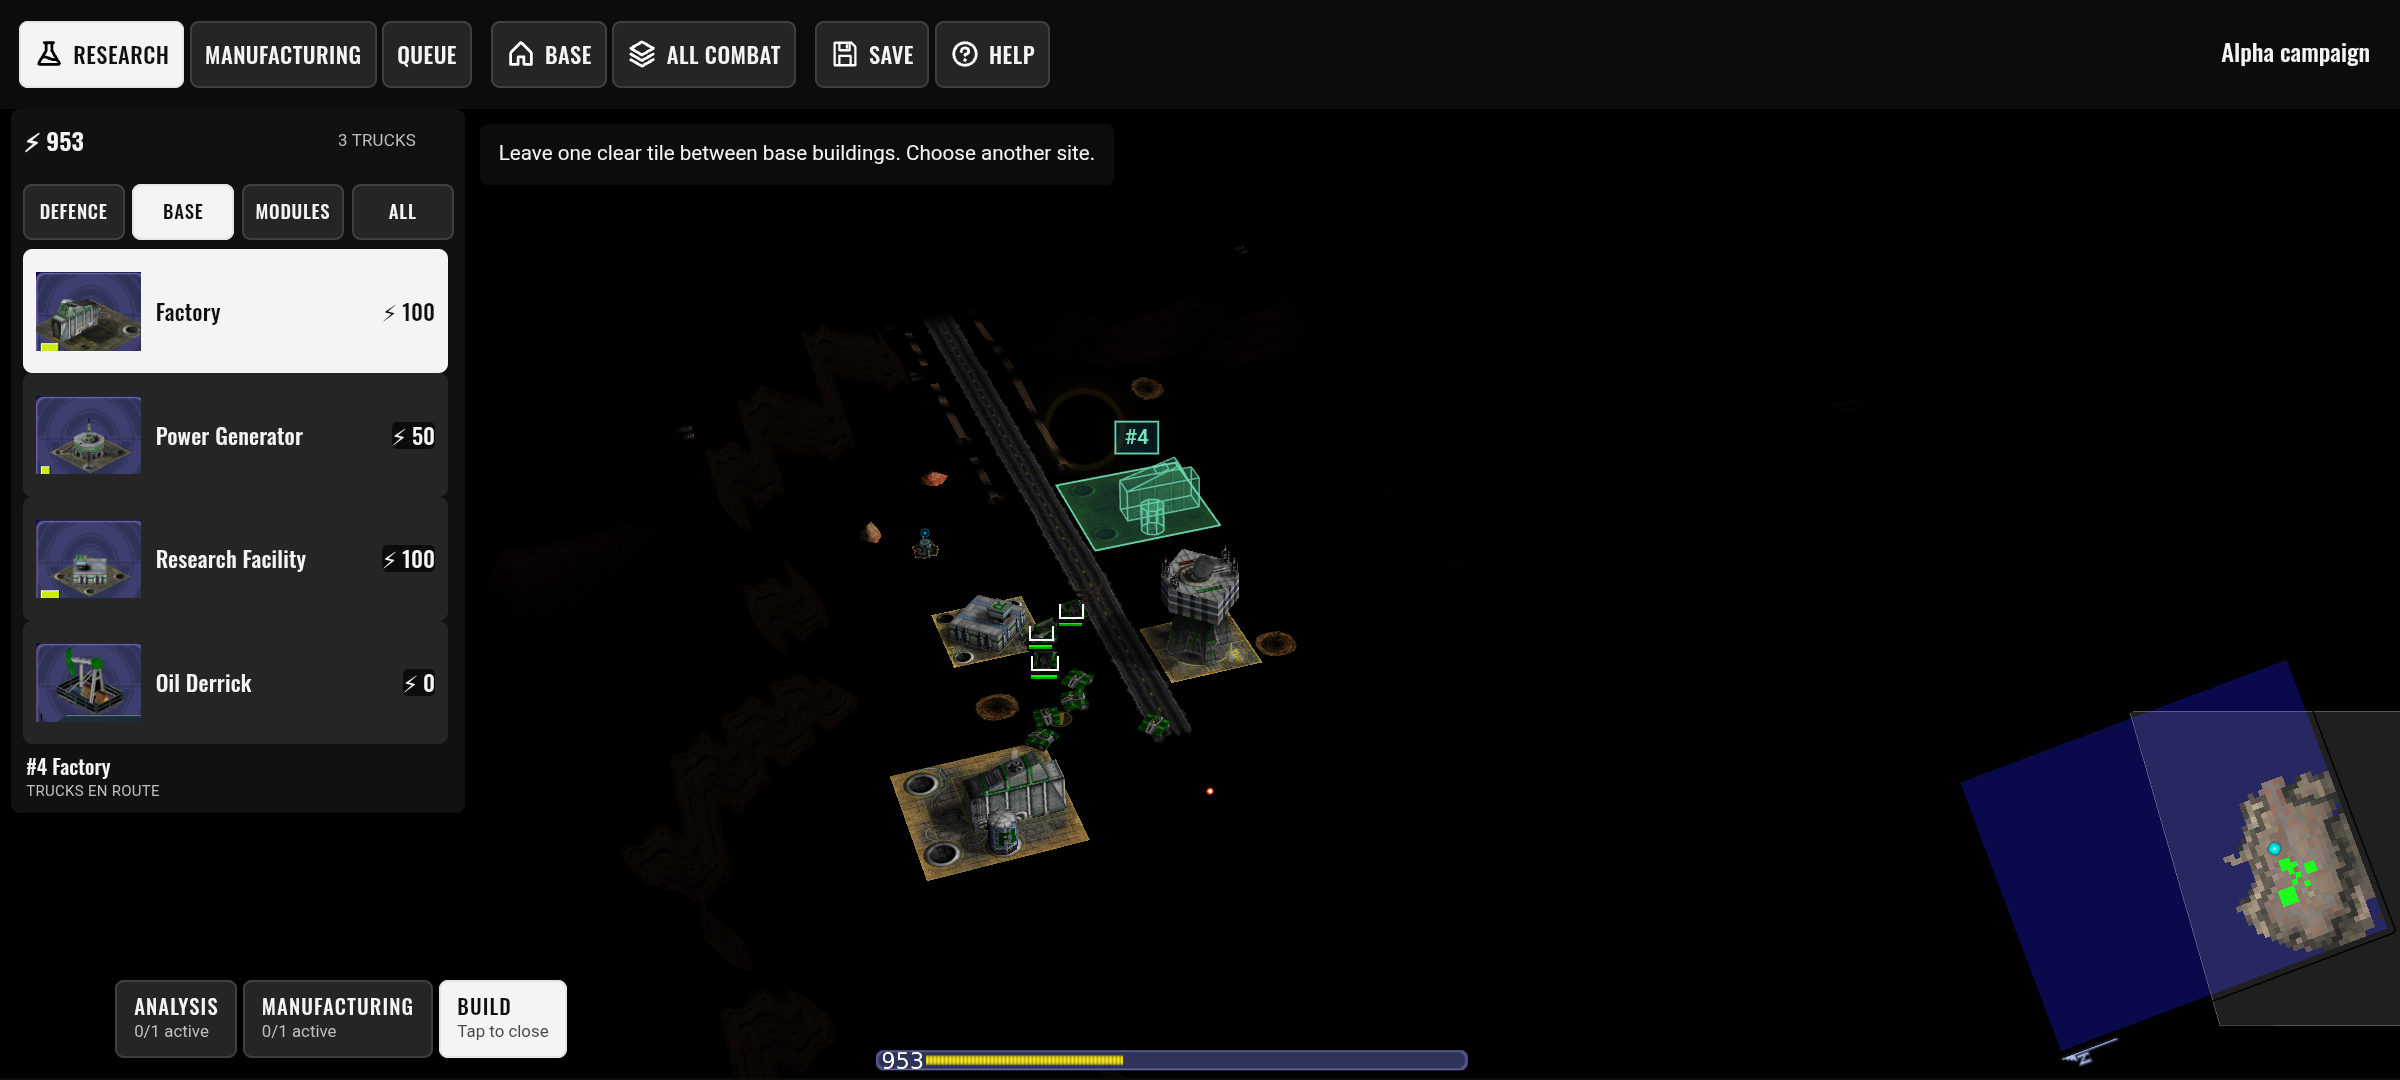 RESEARCH
MANUFACTURING
QUEUE
BASE
ALL COMBAT
SAVE
HELP
Alpha campaign
953
3 TRUCKS
Leave one clear tile between base buildings. Choose another site.
DEFENCE
BASE
MODULES
ALL
Factory
100
Power Generator
50
Research Facility
100
Oil Derrick
0
#4 Factory
TRUCKS EN ROUTE
#4
ANALYSIS
0/1 active
MANUFACTURING
0/1 active
BUILD
Tap to close
953
N